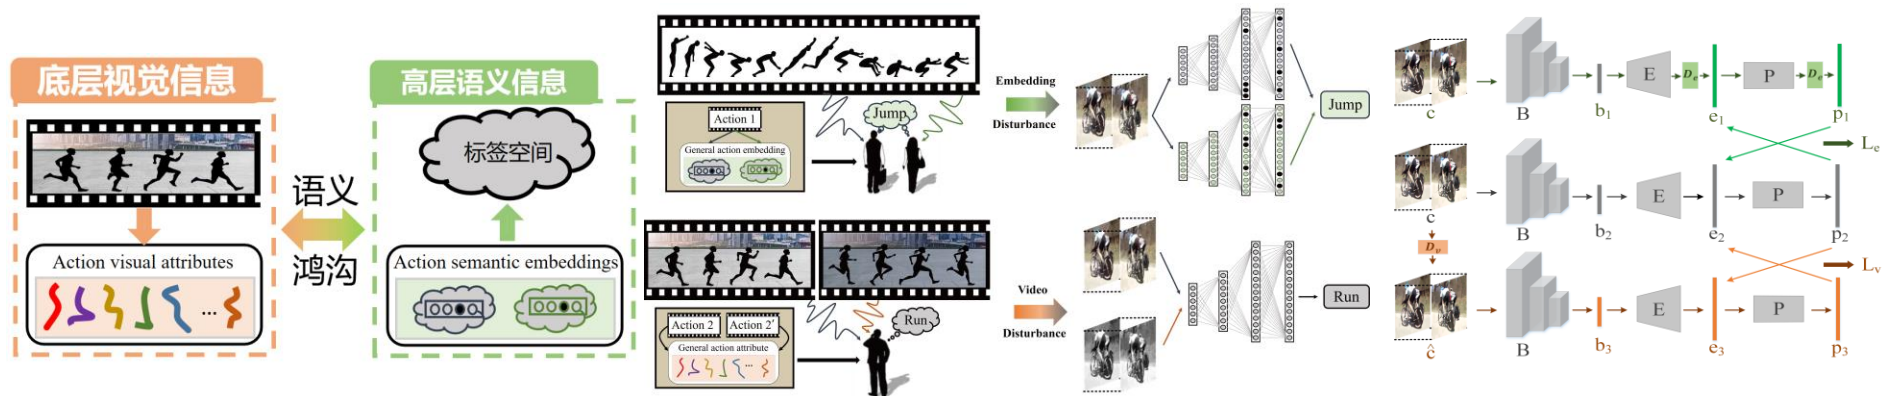 底层视觉信息
Action visual attributes
...
语义
鸿沟
高层语义信息
标签空间
Action semantic embeddings
Action 1
General action embedding
Jump
Action 2
Action 2'
General action attribute
...
Run
Embedding
Disturbance
Jump
Video
Disturbance
Run
c
B
b1
E
De
e1
P
De
p1
Le
c
B
b2
E
e2
P
p2
Dv
Lv
ĉ
B
b3
E
e3
P
p3